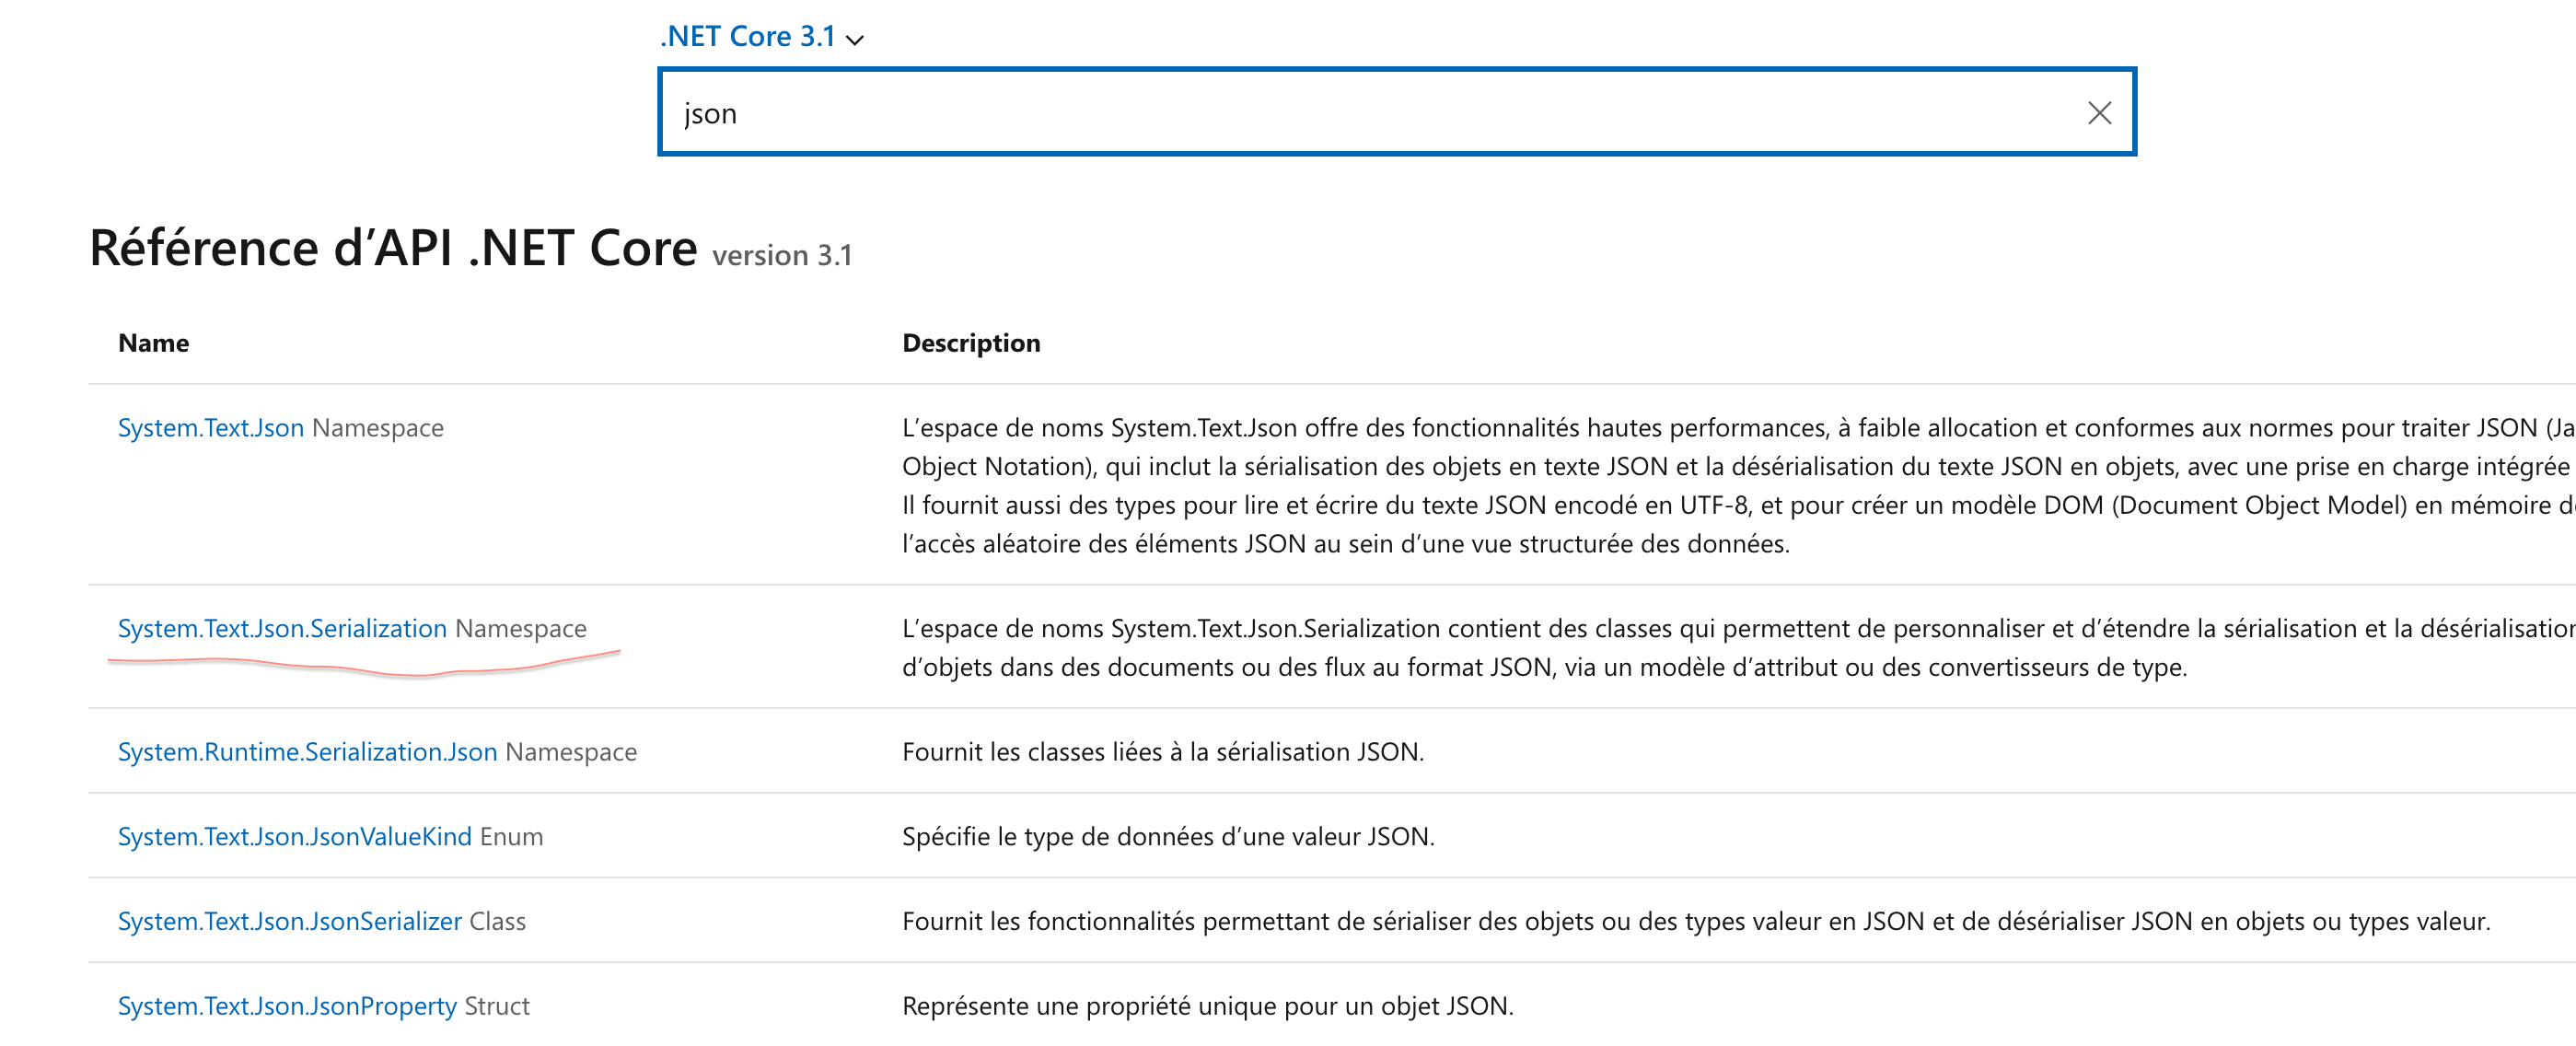 .NET Core 3.1
json
Référence d’API .NET Core version 3.1
Name Description
System.Text.Json Namespace
L’espace de noms System.Text.Json offre des fonctionnalités hautes performances, à faible allocation et conformes aux normes pour traiter JSON (Ja
Object Notation), qui inclut la sérialisation des objets en texte JSON et la désérialisation du texte JSON en objets, avec une prise en charge intégrée
Il fournit aussi des types pour lire et écrire du texte JSON encodé en UTF-8, et pour créer un modèle DOM (Document Object Model) en mémoire d
l’accès aléatoire des éléments JSON au sein d’une vue structurée des données.
System.Text.Json.Serialization Namespace
L’espace de noms System.Text.Json.Serialization contient des classes qui permettent de personnaliser et d’étendre la sérialisation et la désérialisation
d’objets dans des documents ou des flux au format JSON, via un modèle d’attribut ou des convertisseurs de type.
System.Runtime.Serialization.Json Namespace
Fournit les classes liées à la sérialisation JSON.
System.Text.Json.JsonValueKind Enum
Spécifie le type de données d’une valeur JSON.
System.Text.Json.JsonSerializer Class
Fournit les fonctionnalités permettant de sérialiser des objets ou des types valeur en JSON et de désérialiser JSON en objets ou types valeur.
System.Text.Json.JsonProperty Struct
Représente une propriété unique pour un objet JSON.